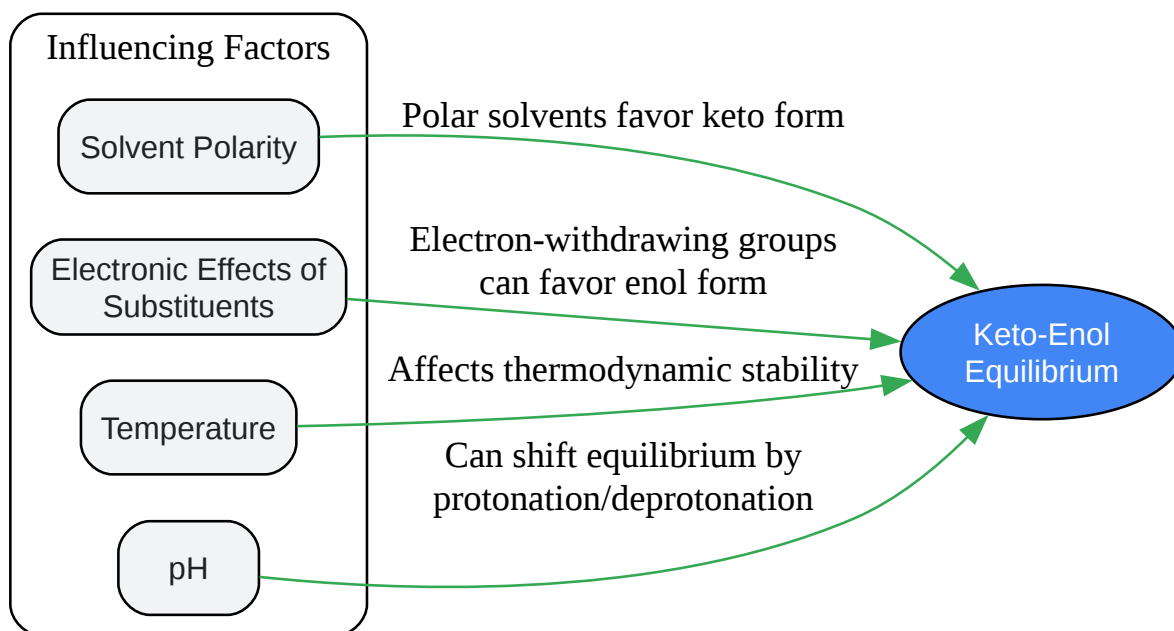 Influencing Factors
Solvent Polarity
Polar solvents favor keto form
Electronic Effects of
Substituents
Electron-withdrawing groups
can favor enol form
Temperature
Affects thermodynamic stability
pH
Can shift equilibrium by
protonation/deprotonation
Keto-Enol
Equilibrium